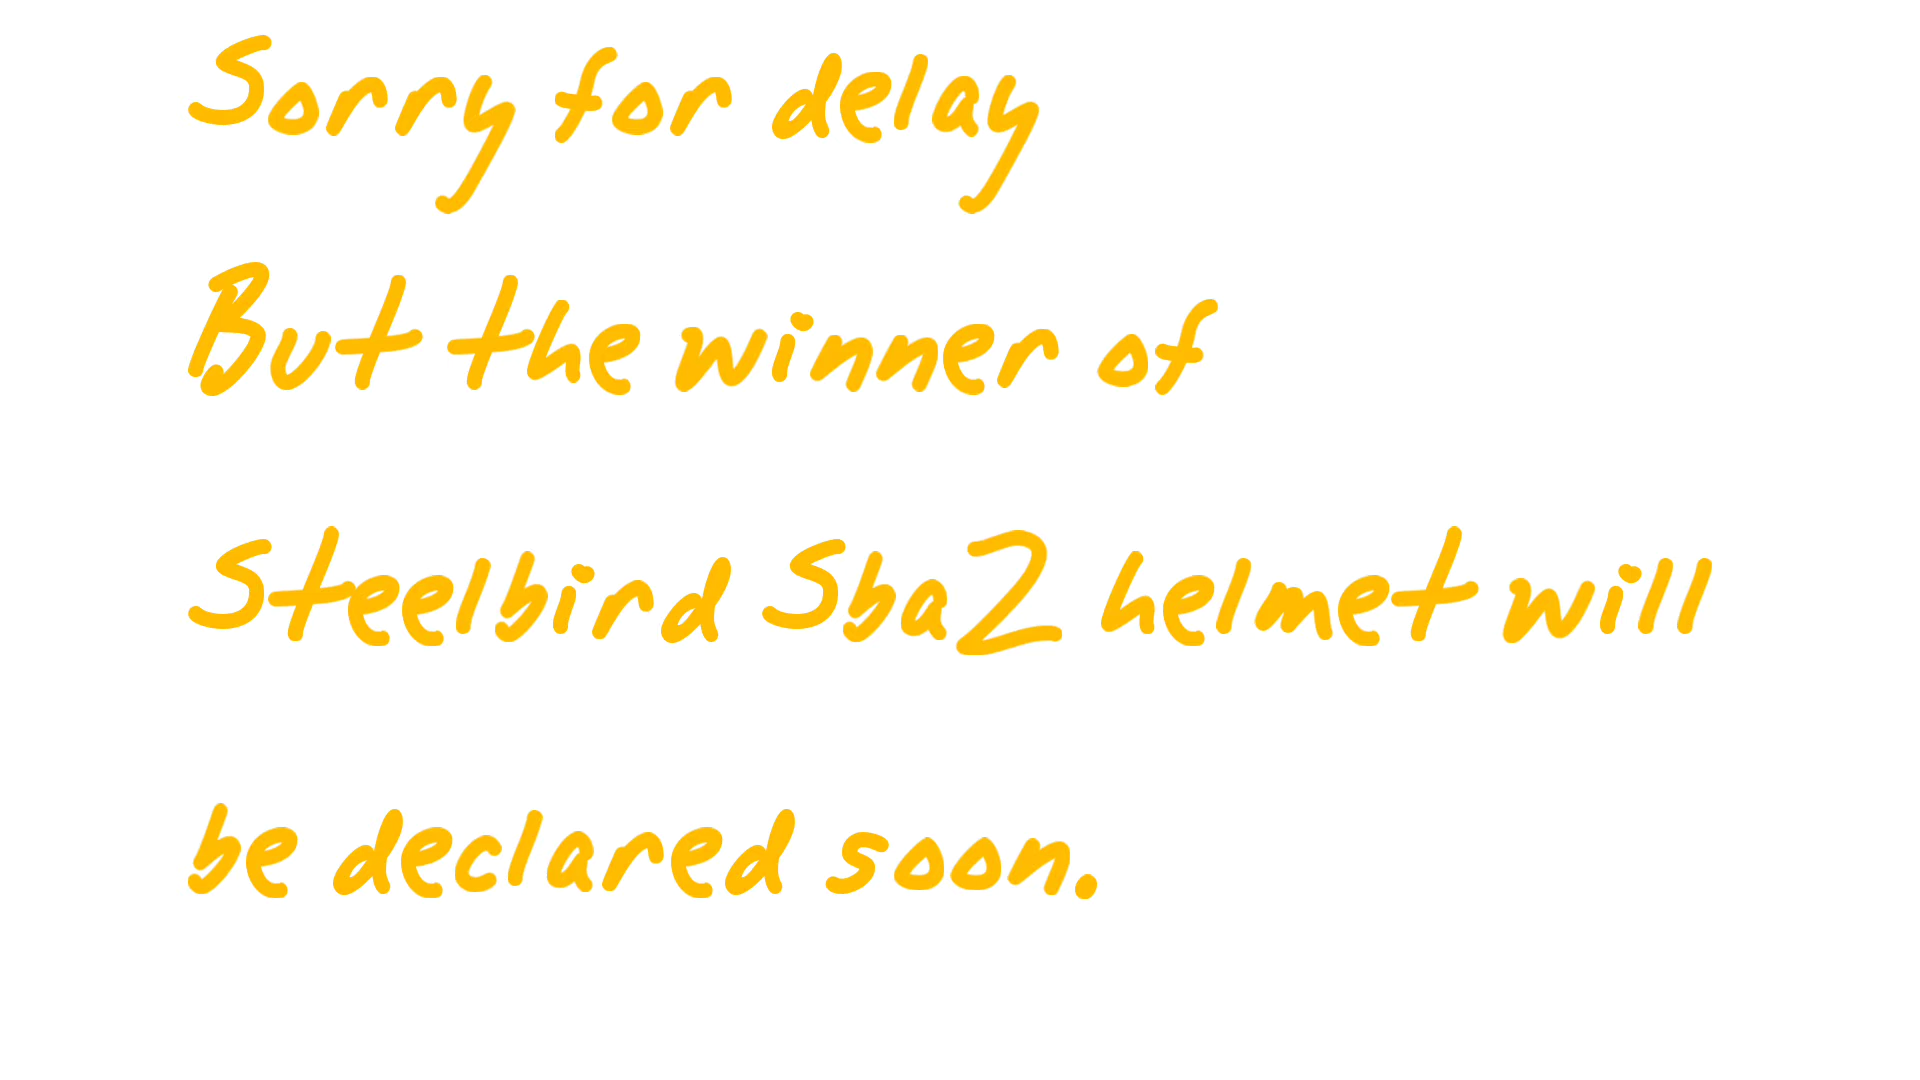 Sorry for delay
But the winner of
Steelbird Sba2 helmet will
be declared soon.